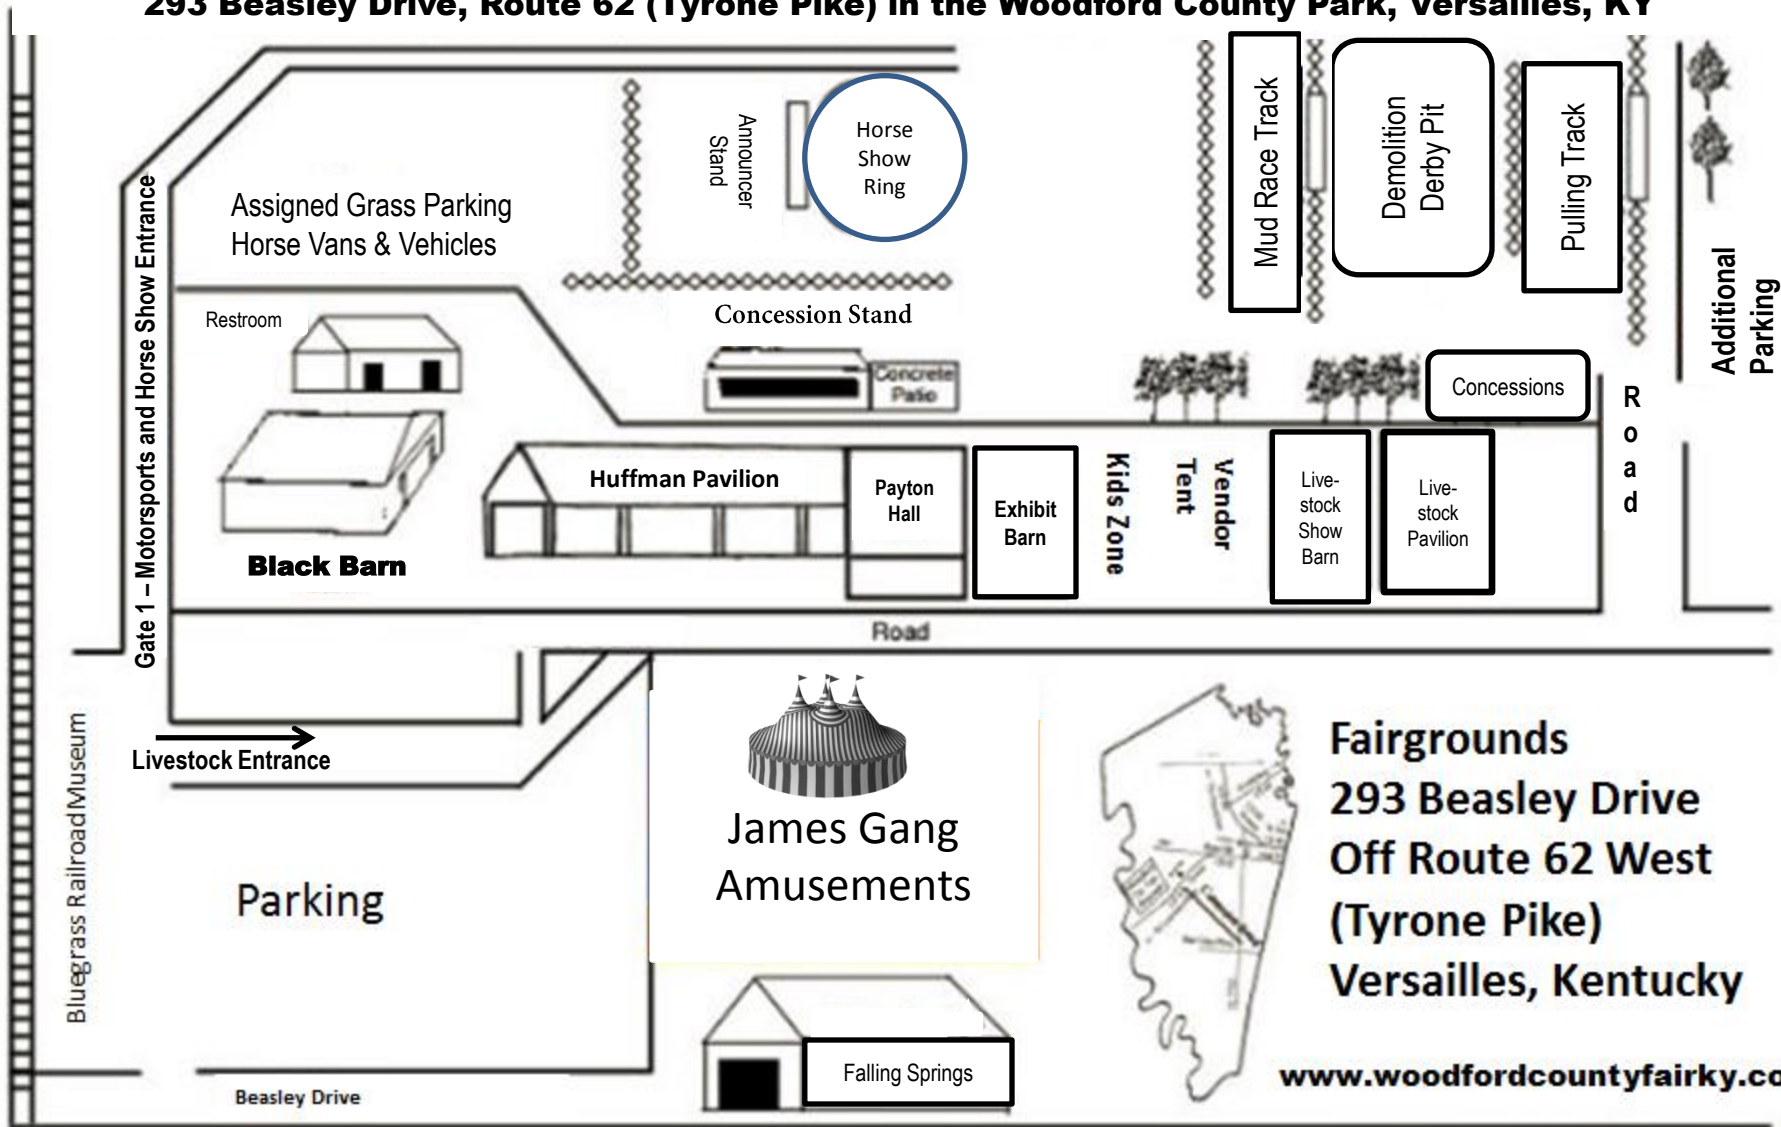 293 Beasley Drive, Route 62 (Tyrone Pike) in the Woodford County Park, Versailles, KY
Gate 1 – Motorsports and Horse Show Entrance
Assigned Grass Parking
Horse Vans & Vehicles
Announcer
Stand
Horse
Show
Ring
Mud Race Track
Demolition
Derby Pit
Pulling Track
Additional
Parking
Restroom
Concession Stand
Concrete
Patio
Concessions
Road
Black Barn
Huffman Pavilion
Payton
Hall
Exhibit
Barn
Kids Zone
Vendor
Tent
Live-
stock
Show
Barn
Live-
stock
Pavilion
Road
Livestock Entrance
Bluegrass RailroadMuseum
Parking
James Gang
Amusements
Fairgrounds
293 Beasley Drive
Off Route 62 West
(Tyrone Pike)
Versailles, Kentucky
Falling Springs
www.woodfordcountyfairky.co
Beasley Drive